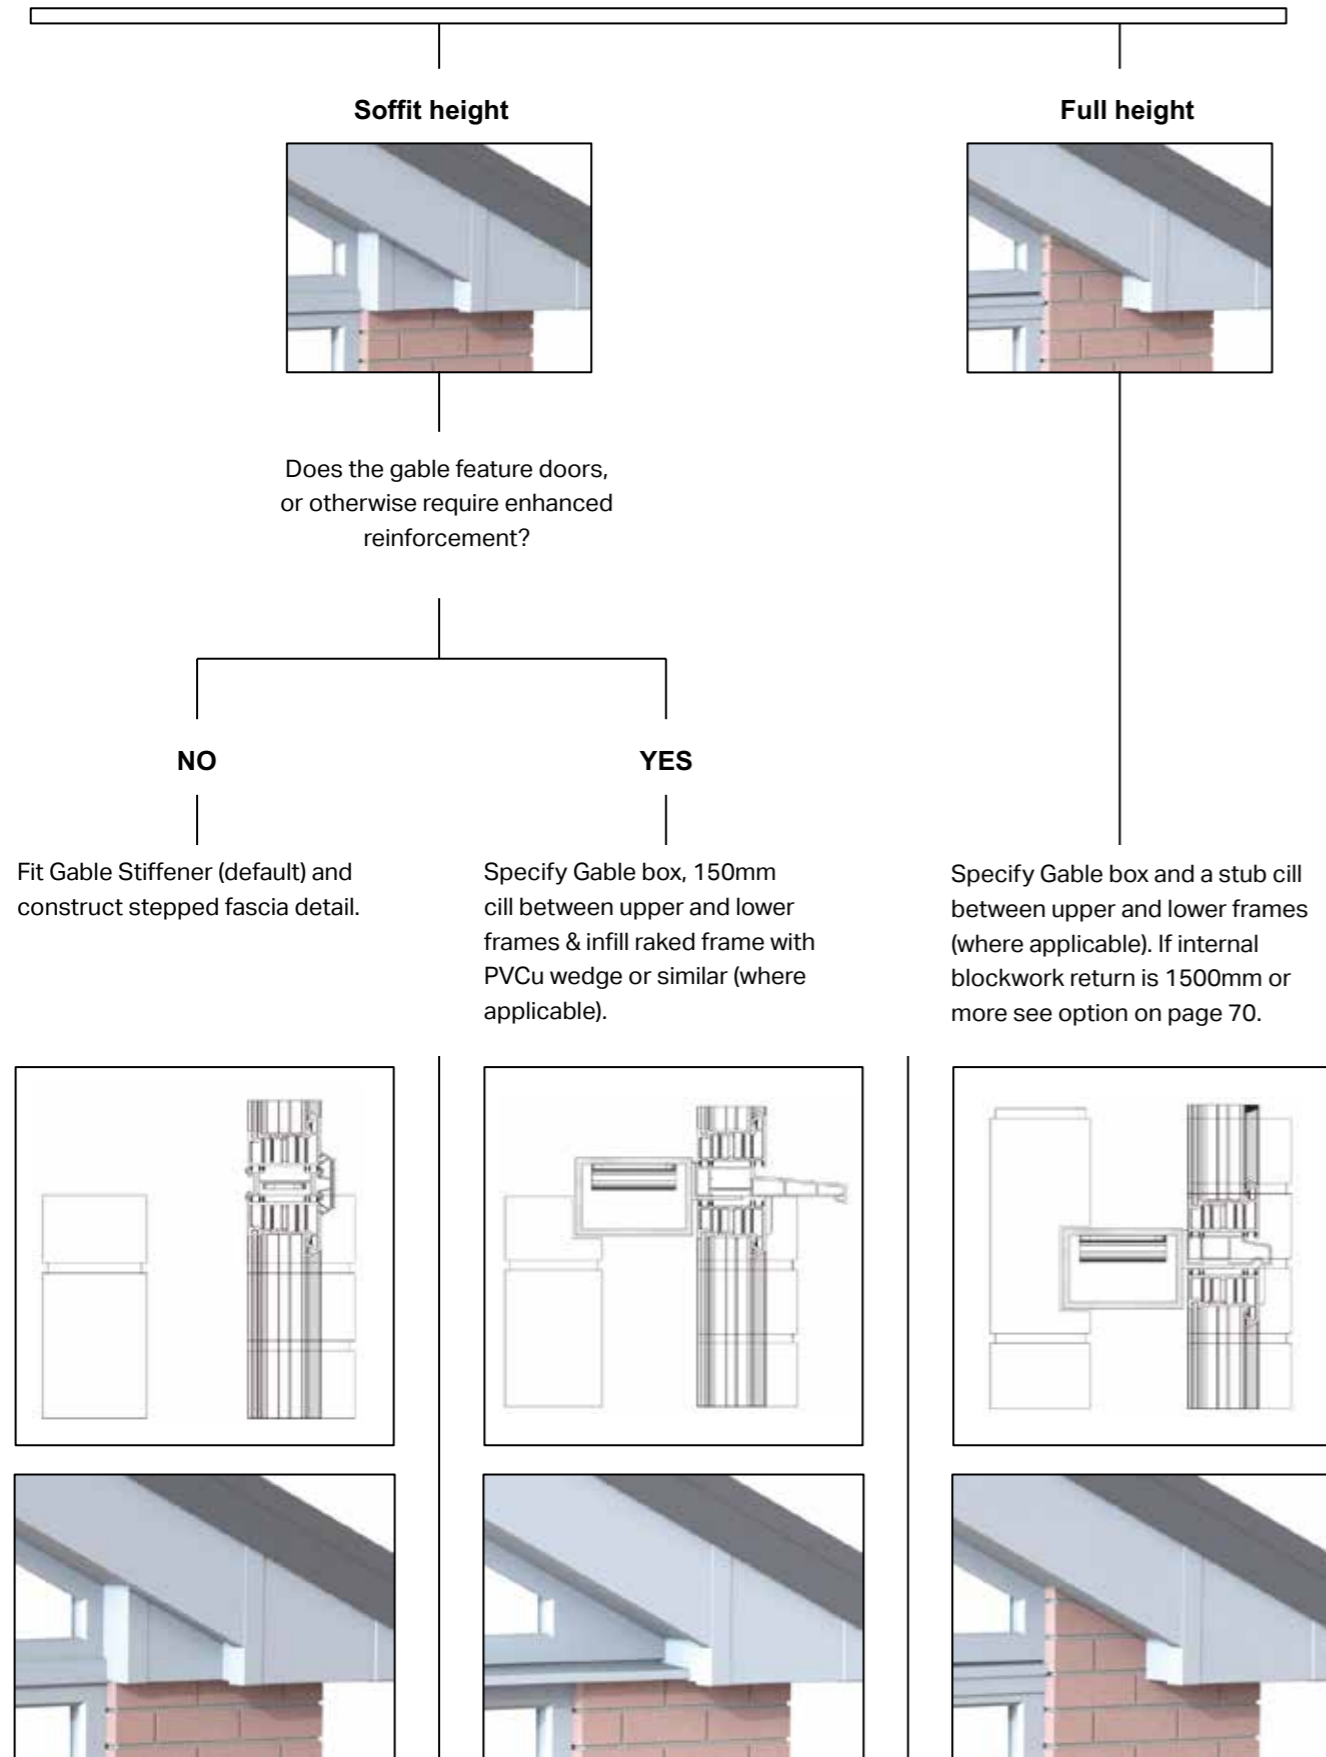 Soffit height
Full height
Does the gable feature doors,
or otherwise require enhanced
reinforcement?
NO
YES
Fit Gable Stiffener (default) and
construct stepped fascia detail.
Specify Gable box, 150mm
cill between upper and lower
frames & infill raked frame with
PVCu wedge or similar (where
applicable).
Specify Gable box and a stub cill
between upper and lower frames
(where applicable). If internal
blockwork return is 1500mm or
more see option on page 70.